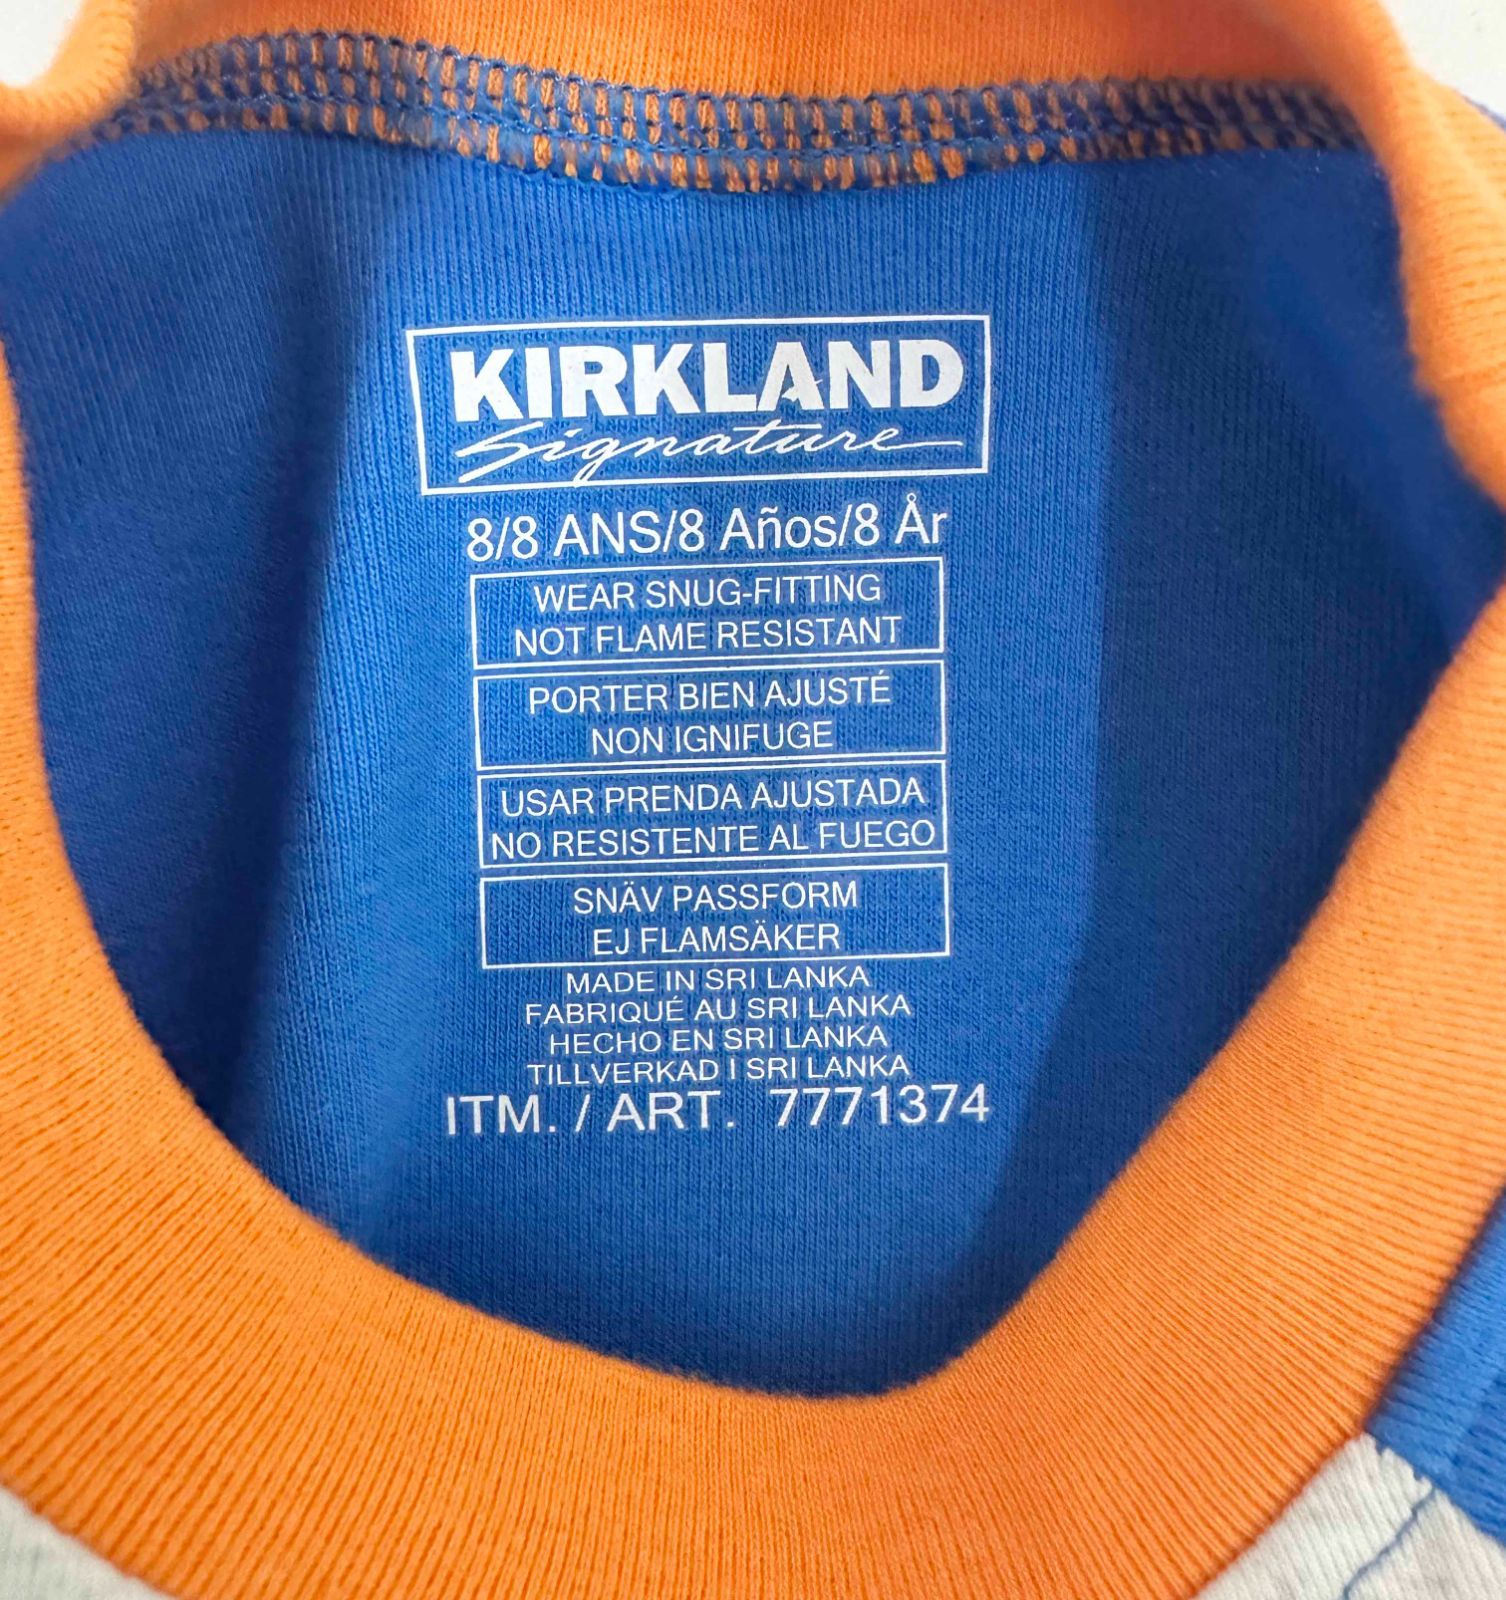 KIRKLAND
Signature
8/8 ANS/8 Años/8 År
WEAR SNUG-FITTING
NOT FLAME RESISTANT
PORTER BIEN AJUSTÉ
NON IGNIFUGE
USAR PRENDA AJUSTADA
NO RESISTENTE AL FUEGO
SNÄV PASSFORM
EJ FLAMSÄKER
MADE IN SRI LANKA
FABRIQUÉ AU SRI LANKA
HECHO EN SRI LANKA
TILLVERKAD I SRI LANKA
ITM. / ART. 7771374